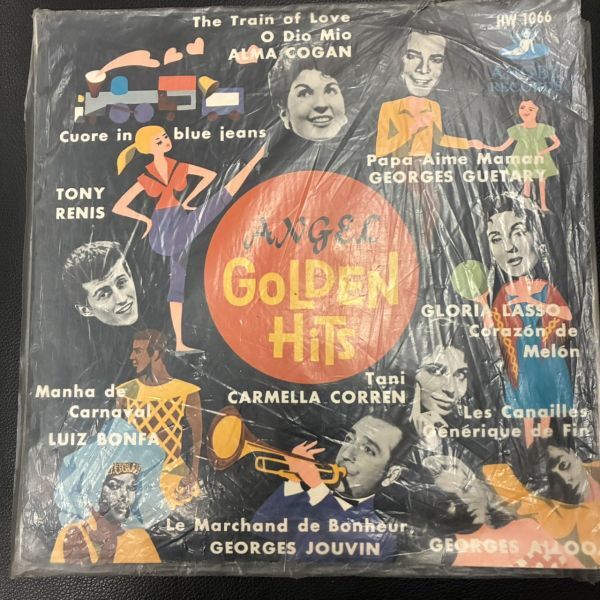 The Train of Love
O Dio Mio
ALMA COGAN
HW 1066
RECORDS
Cuore in blue jeans
TONY
RENIS
Papa Aime Maman
GEORGES GUETARY
ANGEL
GOLDEN
HiTS
GLORIA LASSO
Corazón de
Melón
Tani
CARMELLA CORREN
Manha de
Carnaval
LUIZ BONFA
Les Canailles
Générique de Fin
Le Marchand de Bonheur
GEORGES JOUVIN
GEORGES